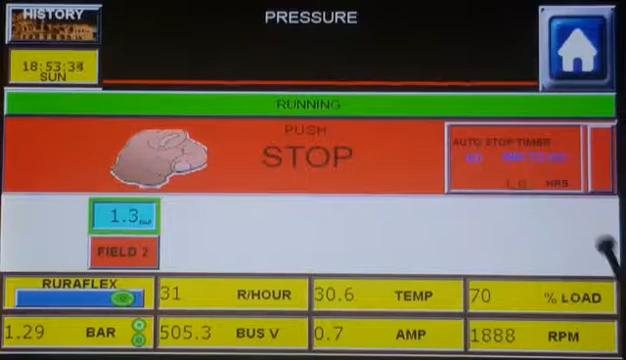 HISTORY
PRESSURE
18:53:34
SUN
RUNNING
PUSH
STOP
AUTO STOP TIMER
HRS
1.3
FIELD 2
RURAFLEX
31 R/HOUR
30.6 TEMP
70 % LOAD
1.29 BAR
505.3 BUS V
0.7 AMP
1888 RPM